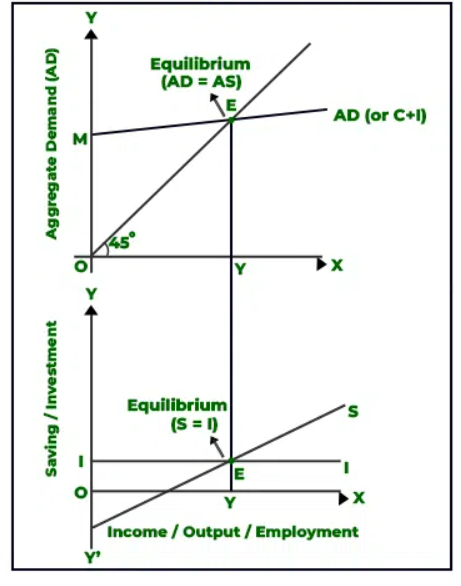 Y
Aggregate Demand (AD)
Equilibrium
(AD = AS)
E
AD (or C+I)
M
45°
O
Y
X
Y
Saving / Investment
Equilibrium
(S = I)
S
I
E
I
O
Y
X
Income / Output / Employment
Y'